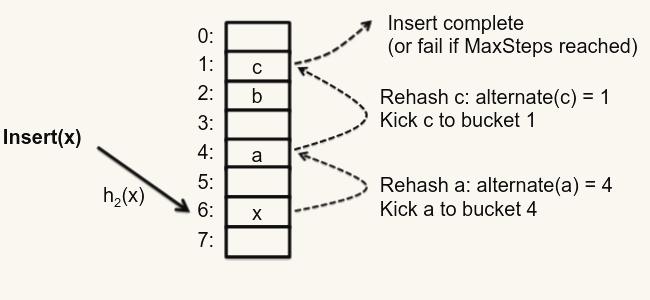 Insert complete
(or fail if MaxSteps reached)
0:
1: c
2: b
3:
4: a
5:
6: x
7:
Rehash c: alternate(c) = 1
Kick c to bucket 1
Insert(x)
h₂(x)
Rehash a: alternate(a) = 4
Kick a to bucket 4